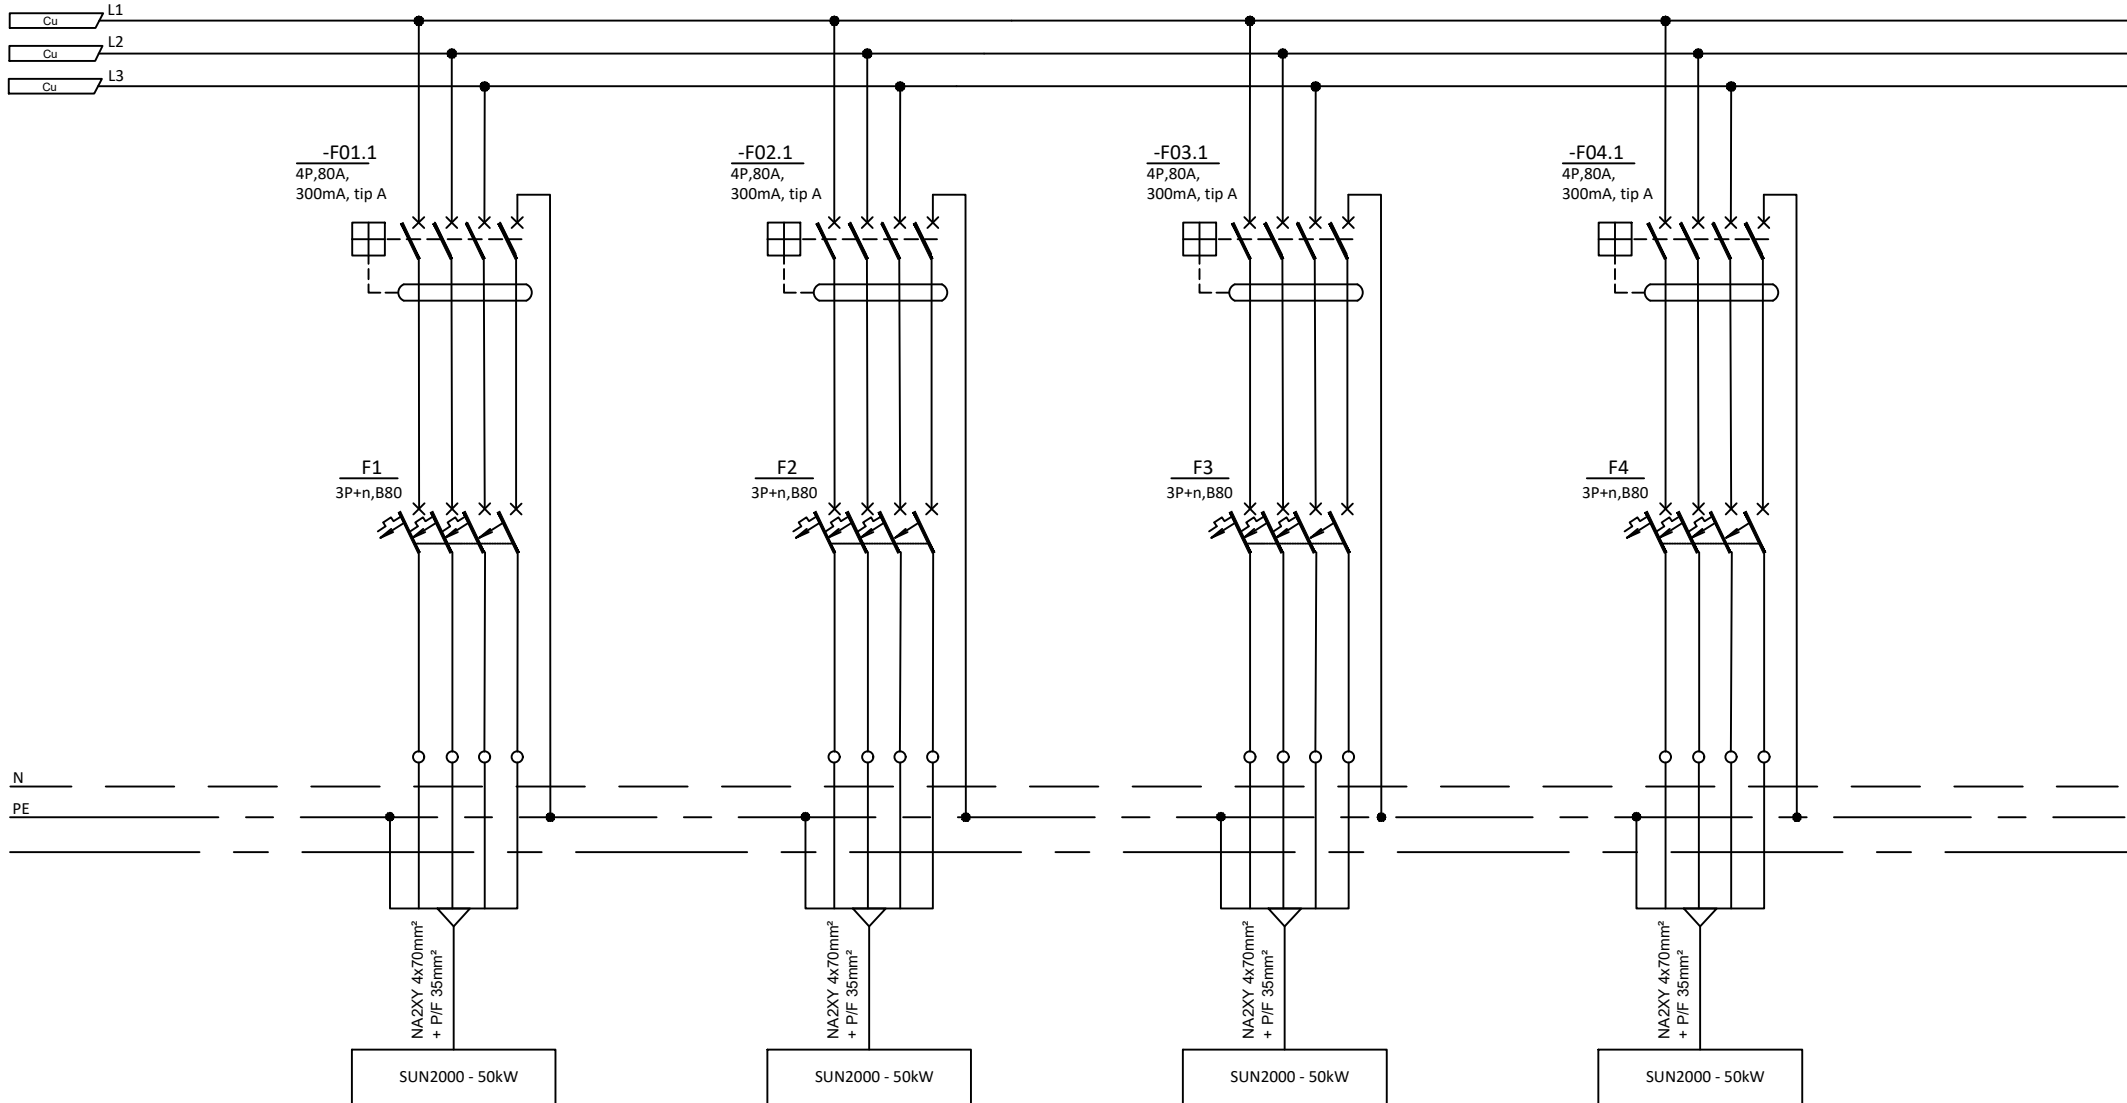 L1
Cu
L2
Cu
L3
Cu
-F01.1
4P,80A,
300mA, tip A
-F02.1
4P,80A,
300mA, tip A
-F03.1
4P,80A,
300mA, tip A
-F04.1
4P,80A,
300mA, tip A
F1
3P+n,B80
F2
3P+n,B80
F3
3P+n,B80
F4
3P+n,B80
N
PE
NA2XY 4x70mm²
+ P/F 35mm²
NA2XY 4x70mm²
+ P/F 35mm²
NA2XY 4x70mm²
+ P/F 35mm²
NA2XY 4x70mm²
+ P/F 35mm²
SUN2000 - 50kW
SUN2000 - 50kW
SUN2000 - 50kW
SUN2000 - 50kW